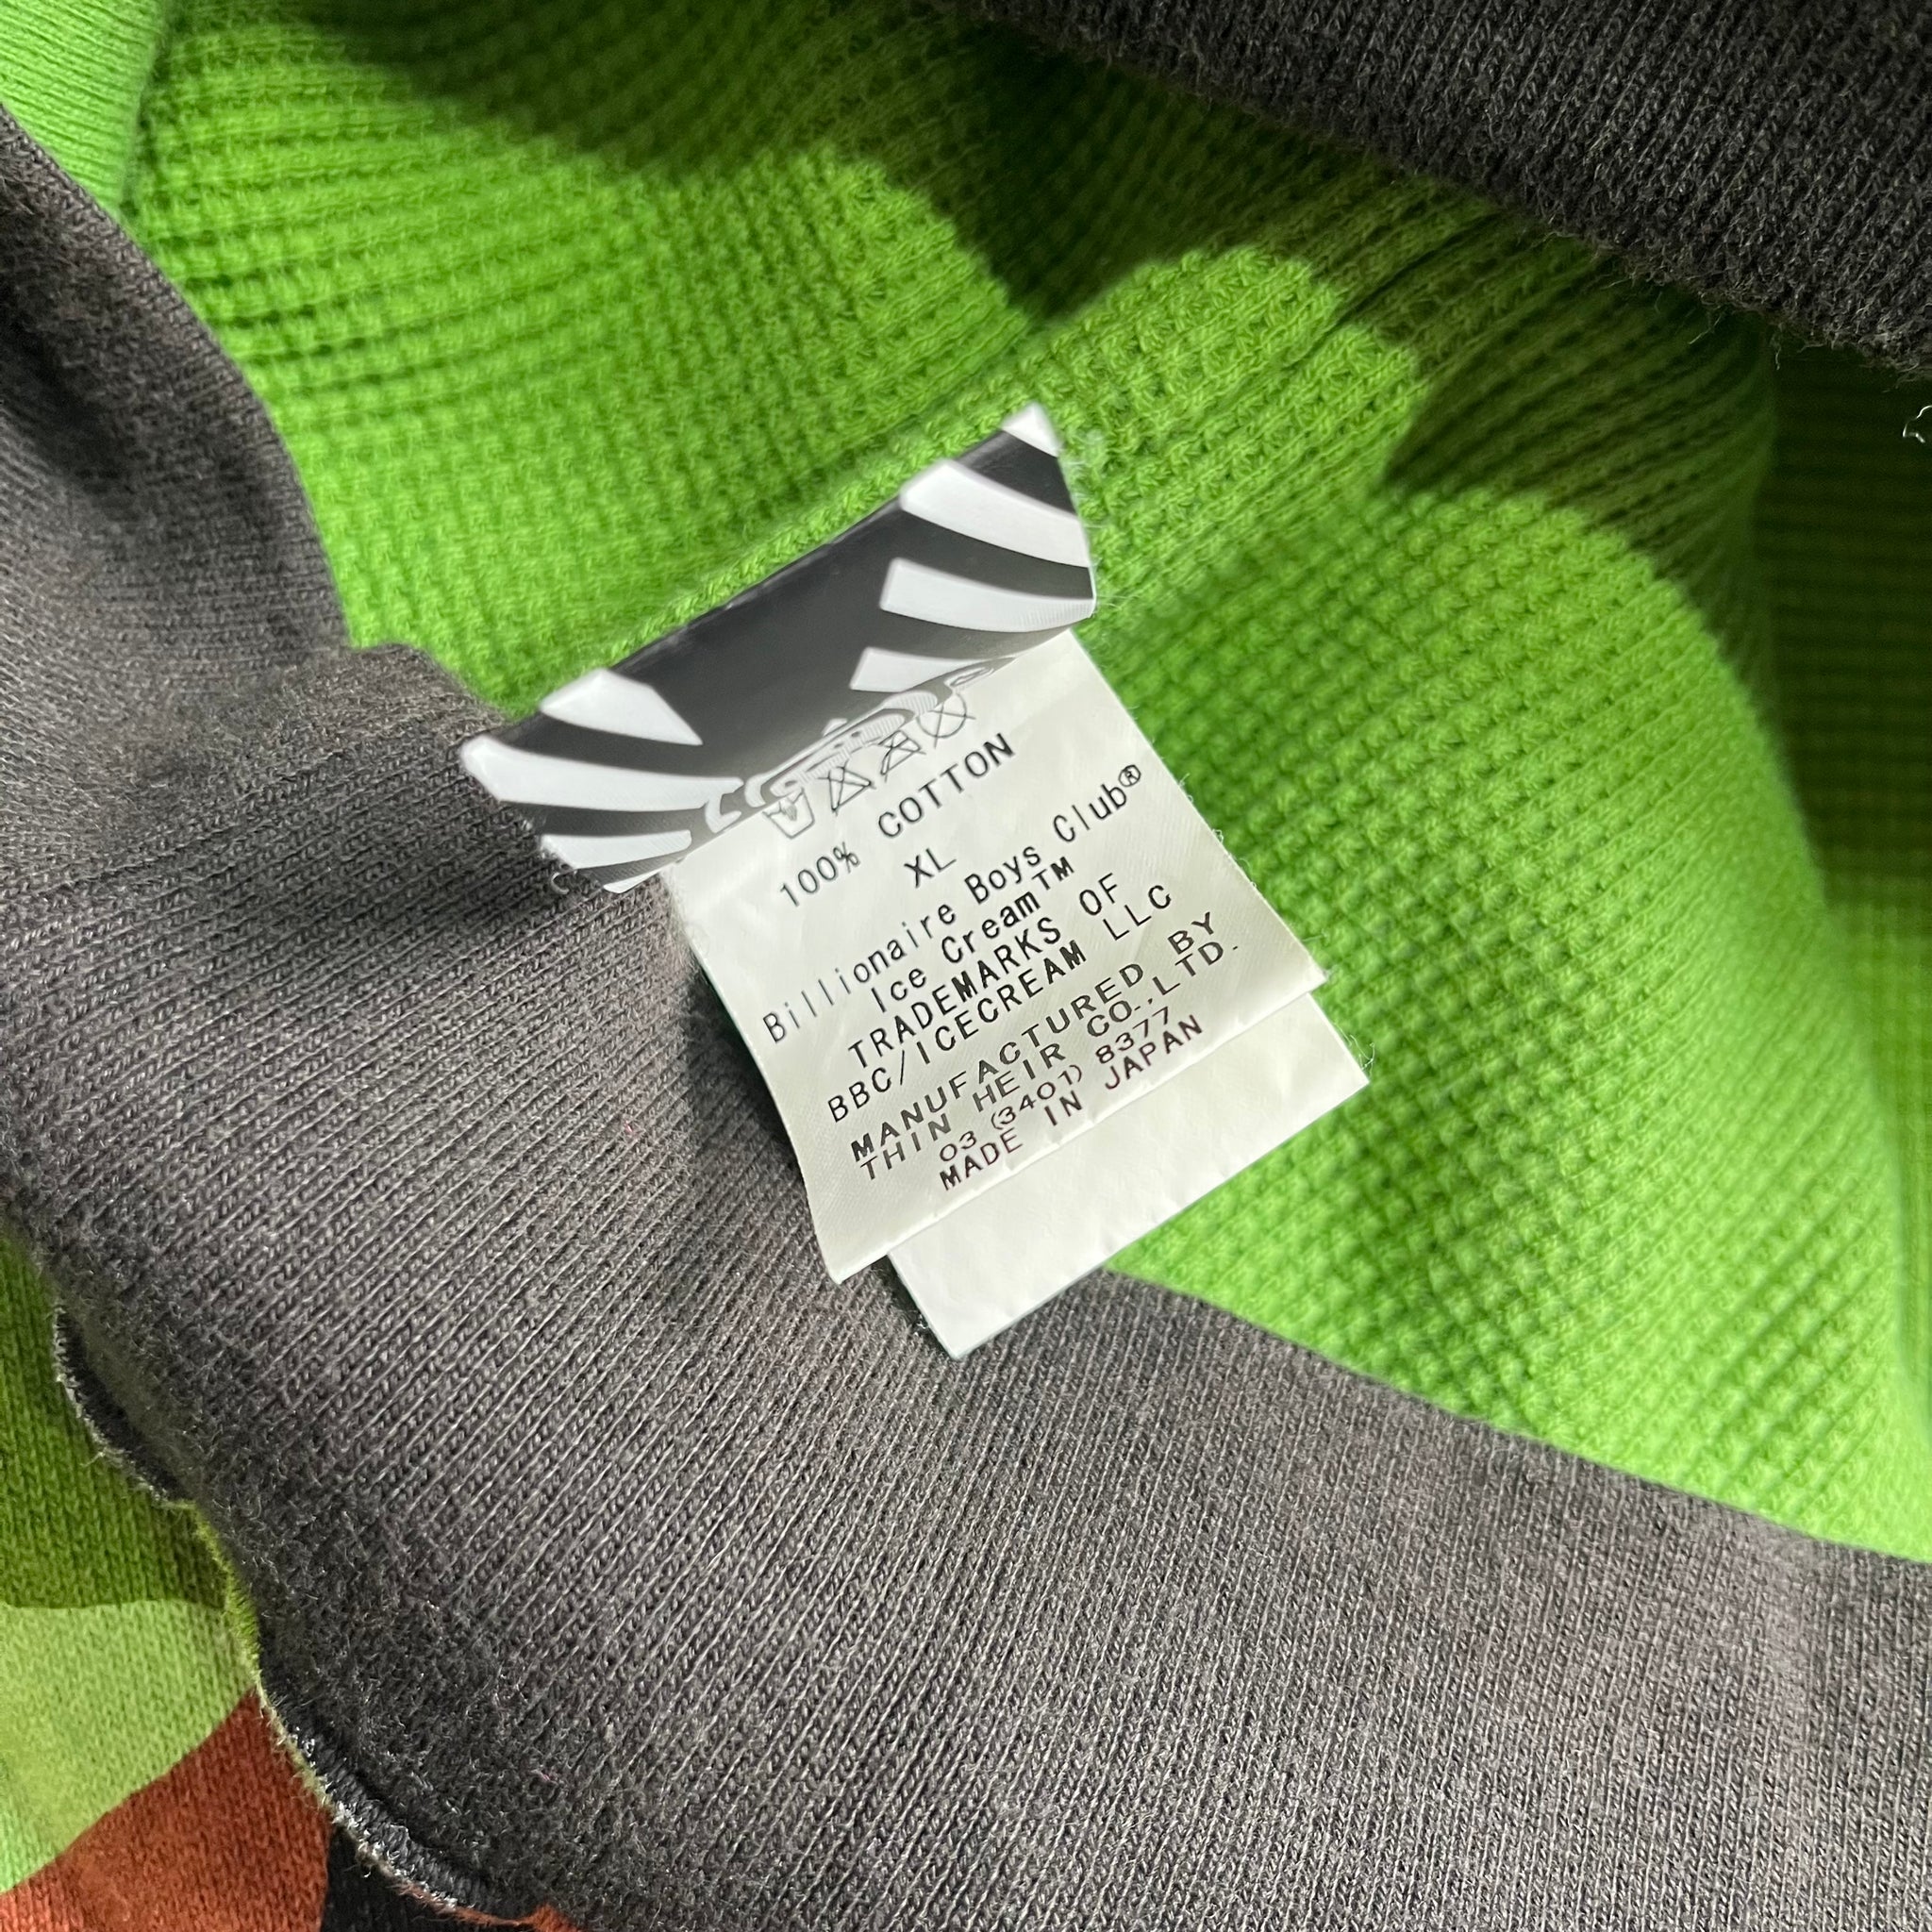 100% COTTON
XL
Billionaire Boys Club®
Ice Cream™
TRADEMARKS OF
BBC/ICECREAM LLC
MANUFACTURED BY
THIN HEIR CO.,LTD.
03 (3401) 8377
MADE IN JAPAN